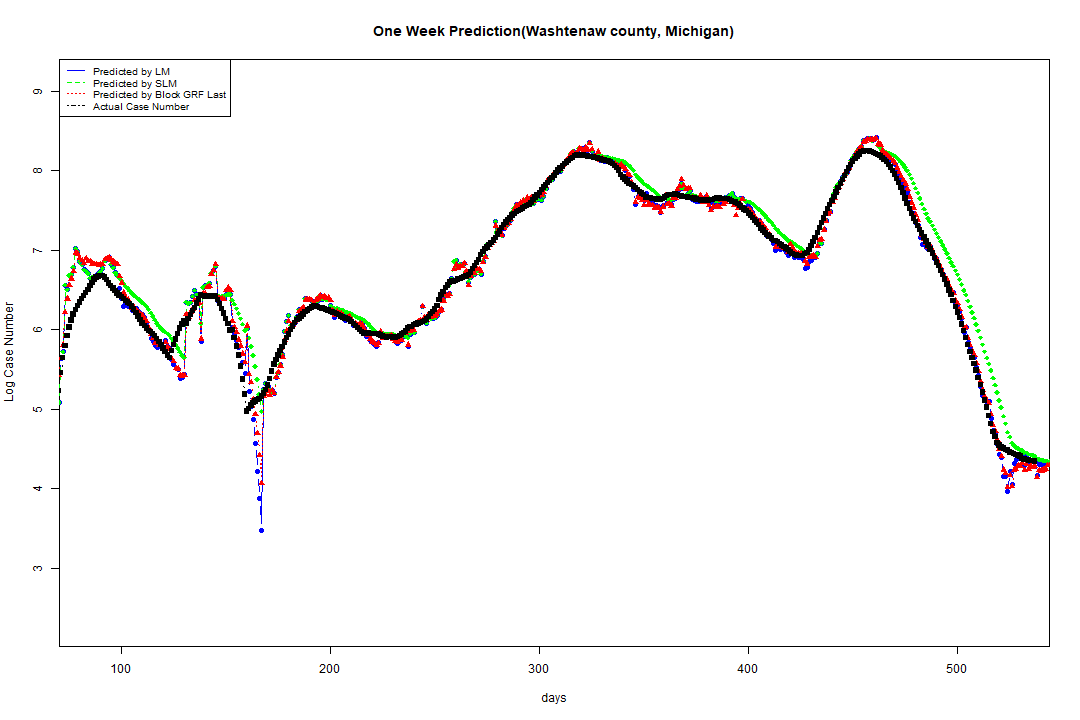 One Week Prediction(Washtenaw county, Michigan)
Predicted by LM
Predicted by SLM
Predicted by Block GRF Last
Actual Case Number
9
8
7
6
5
4
3
Log Case Number
100 200 300 400 500
days